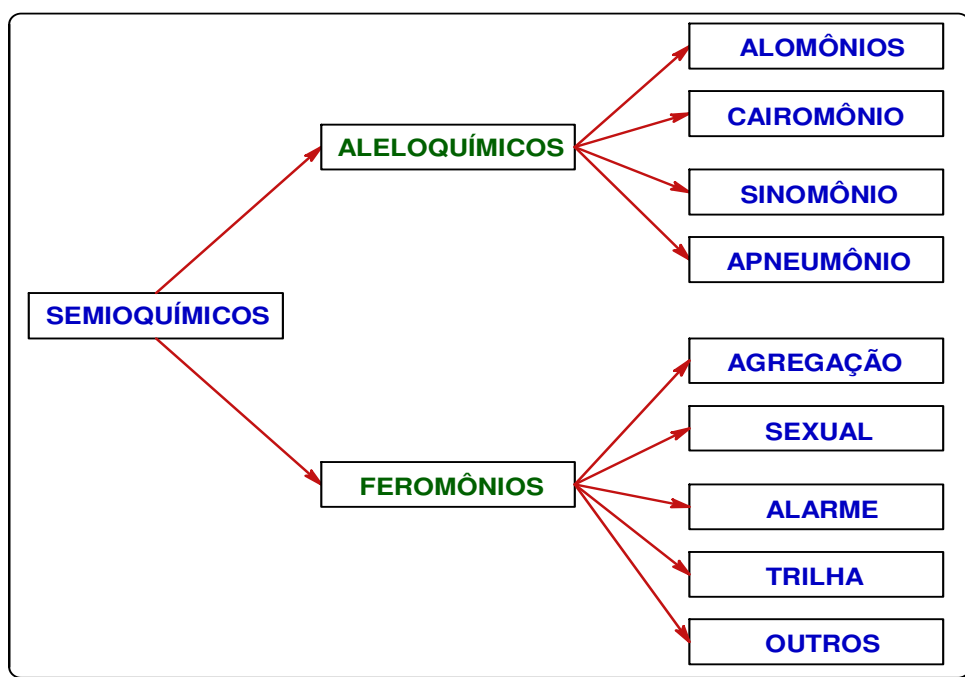 SEMIOQUÍMICOS
ALELOQUÍMICOS
ALOMÔNIOS
CAIROMÔNIO
SINOMÔNIO
APNEUMÔNIO
FEROMÔNIOS
AGREGAÇÃO
SEXUAL
ALARME
TRILHA
OUTROS